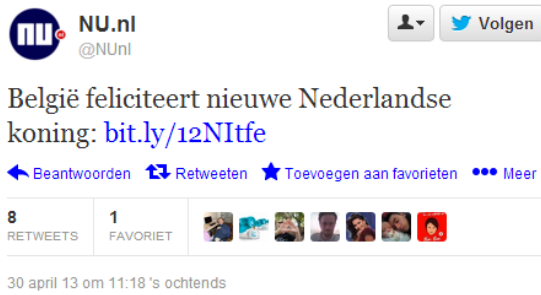 nu
NU.nl
@NUnl
Volgen
België feliciteert nieuwe Nederlandse
koning: bit.ly/12NItfe
Beantwoorden Retweeten Toevoegen aan favorieten Meer
8 1
RETWEETS FAVORIET
30 april 13 om 11:18 's ochtends